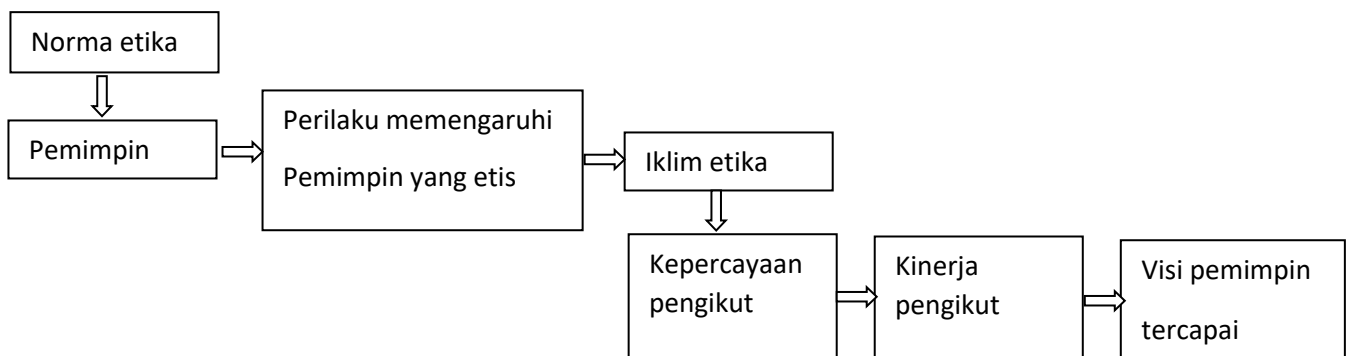 Norma etika
Pemimpin
Perilaku memengaruhi
Pemimpin yang etis
Iklim etika
Kepercayaan
pengikut
Kinerja
pengikut
Visi pemimpin
tercapai